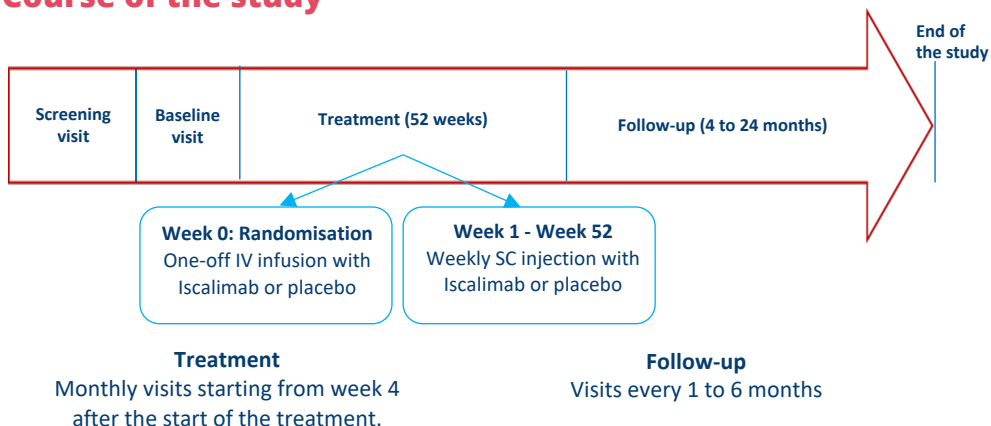 Course of the study
End of
the study
Screening
visit
Baseline
visit
Treatment (52 weeks)
Follow-up (4 to 24 months)
Week 0: Randomisation
One-off IV infusion with
Iscalimab or placebo
Week 1 - Week 52
Weekly SC injection with
Iscalimab or placebo
Treatment
Monthly visits starting from week 4
after the start of the treatment.
Follow-up
Visits every 1 to 6 months